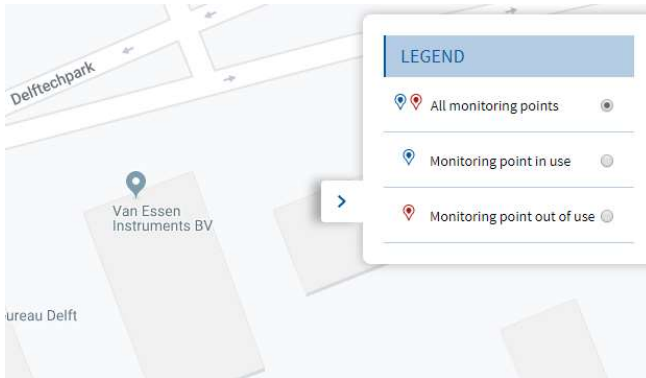 Delftechpark
LEGEND
All monitoring points
Monitoring point in use
Monitoring point out of use
Van Essen
Instruments BV
ureau Delft